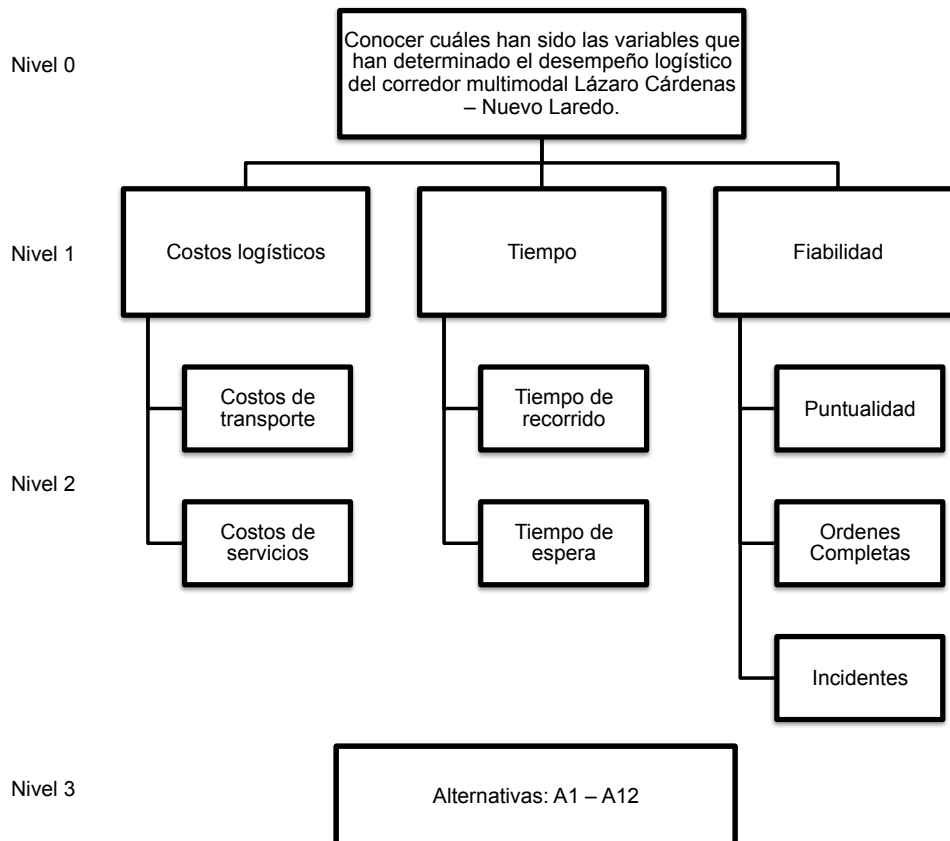 Nivel 0
Conocer cuáles han sido las variables que
han determinado el desempeño logístico
del corredor multimodal Lázaro Cárdenas
– Nuevo Laredo.
Nivel 1
Costos logísticos
Tiempo
Fiabilidad
Nivel 2
Costos de
transporte
Tiempo de
recorrido
Puntualidad
Costos de
servicios
Tiempo de
espera
Ordenes
Completas
Incidentes
Nivel 3
Alternativas: A1 – A12